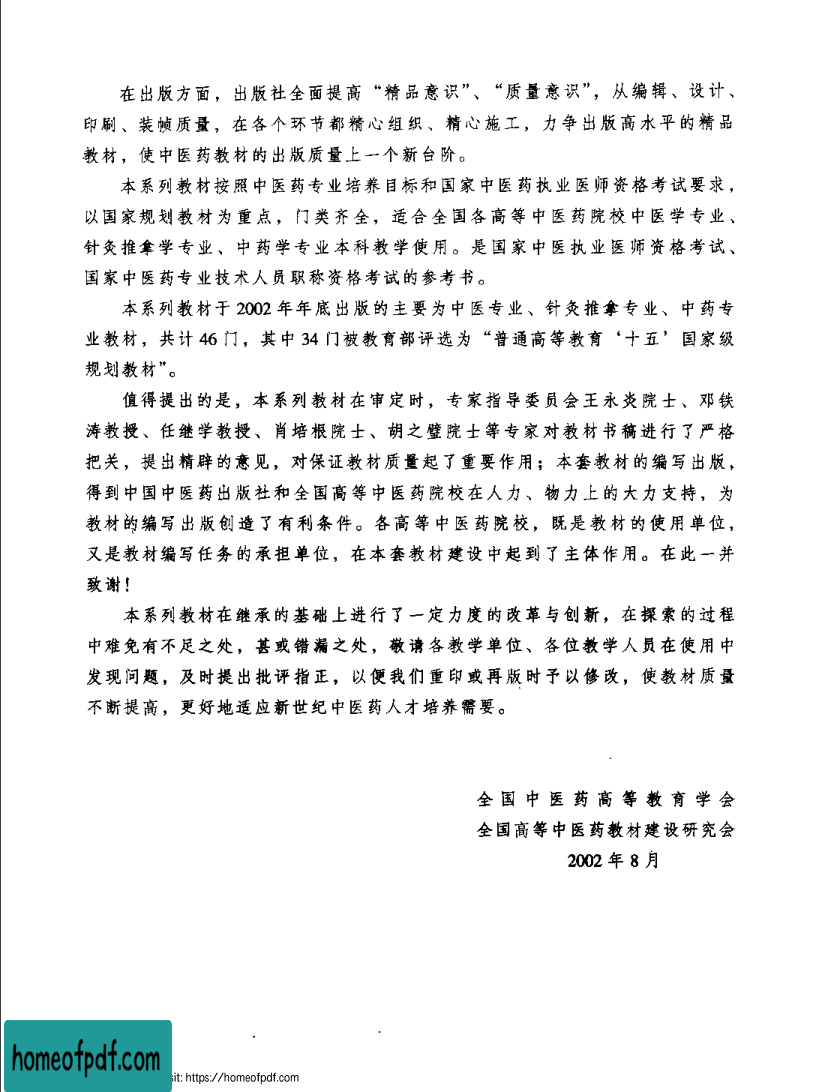 在出版方面，出版社全面提高“精品意识”、“质量意识”，从编辑、设计、
印刷、装帧质量，在各个环节都精心组织、精心施工，力争出版高水平的精品
教材，使中医药教材的出版质量上一个新台阶。
本系列教材按照中医药专业培养目标和国家中医药执业医师资格考试要求，
以国家规划教材为重点，门类齐全，适合全国各高等中医药院校中医学专业、
针灸推拿学专业、中药学专业本科教学使用。是国家中医执业医师资格考试、
国家中医药专业技术人员职称资格考试的参考书。
本系列教材于 2002 年年底出版的主要为中医专业、针灸推拿专业、中药专
业教材，共计 46 门，其中 34 门被教育部评选为“普通高等教育‘十五’国家级
规划教材”。
值得提出的是，本系列教材在审定时，专家指导委员会王永炎院士、邓铁
涛教授、任继学教授、肖培根院士、胡之璧院士等专家对教材书稿进行了严格
把关，提出精辟的意见，对保证教材质量起了重要作用；本套教材的编写出版，
得到中国中医药出版社和全国高等中医药院校在人力、物力上的大力支持，为
教材的编写出版创造了有利条件。各高等中医药院校，既是教材的使用单位，
又是教材编写任务的承担单位，在本套教材建设中起到了主体作用。在此一并
致谢！
本系列教材在继承的基础上进行了一定力度的改革与创新，在探索的过程
中难免有不足之处，甚或错漏之处，敬请各教学单位、各位教学人员在使用中
发现问题，及时提出批评指正，以便我们重印或再版时予以修改，使教材质量
不断提高，更好地适应新世纪中医药人才培养需要。
全国中医药高等教育学会
全国高等中医药教材建设研究会
2002 年 8 月
homeofpdf.com
sit: https://homeofpdf.com